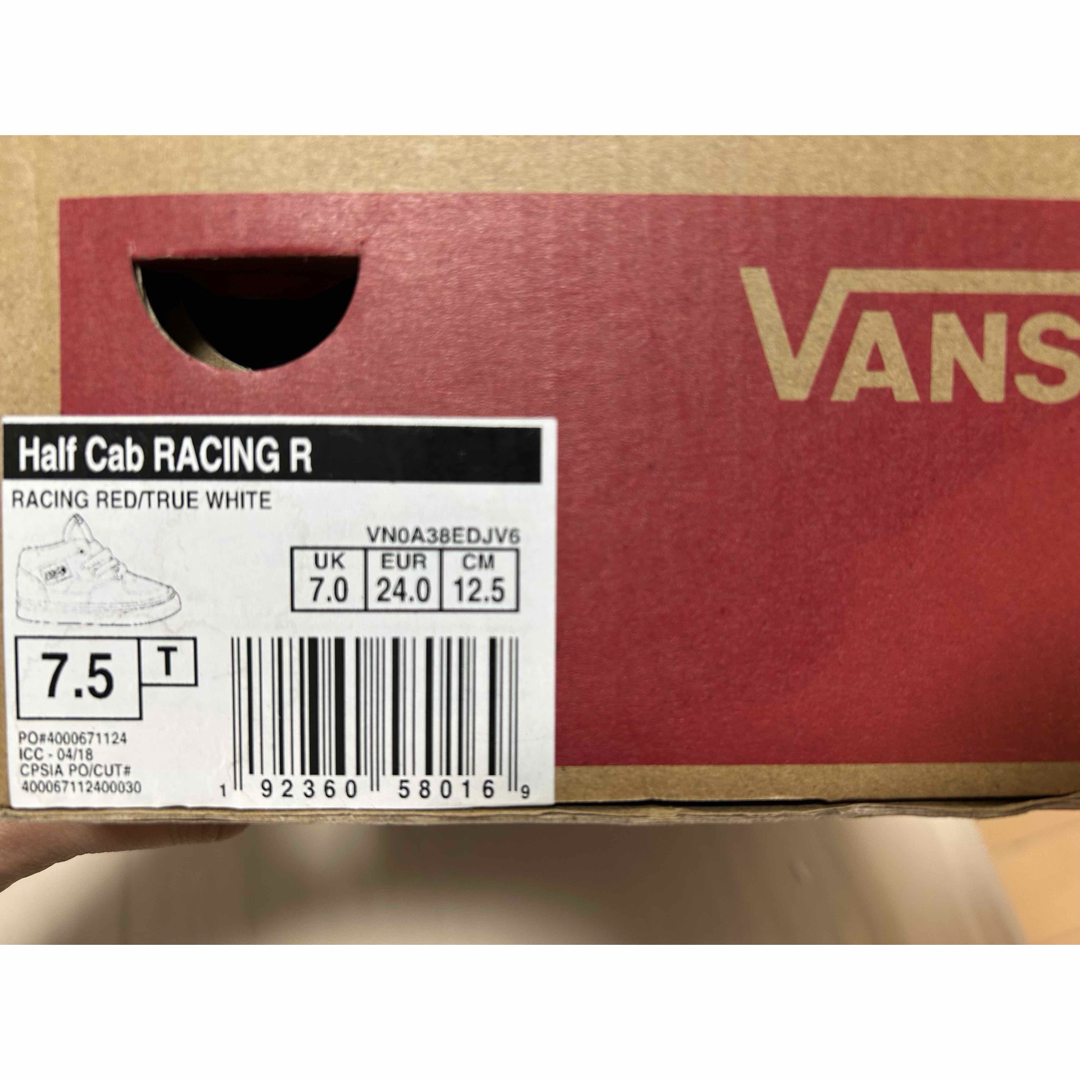 VANS
Half Cab RACING R
RACING RED/TRUE WHITE
VN0A38EDJV6
UK EUR CM
7.0 24.0 12.5
7.5 T
PO#4000671124
ICC - 04/18
CPSIA PO/CUT#
400067112400030
1 92360 58016 9